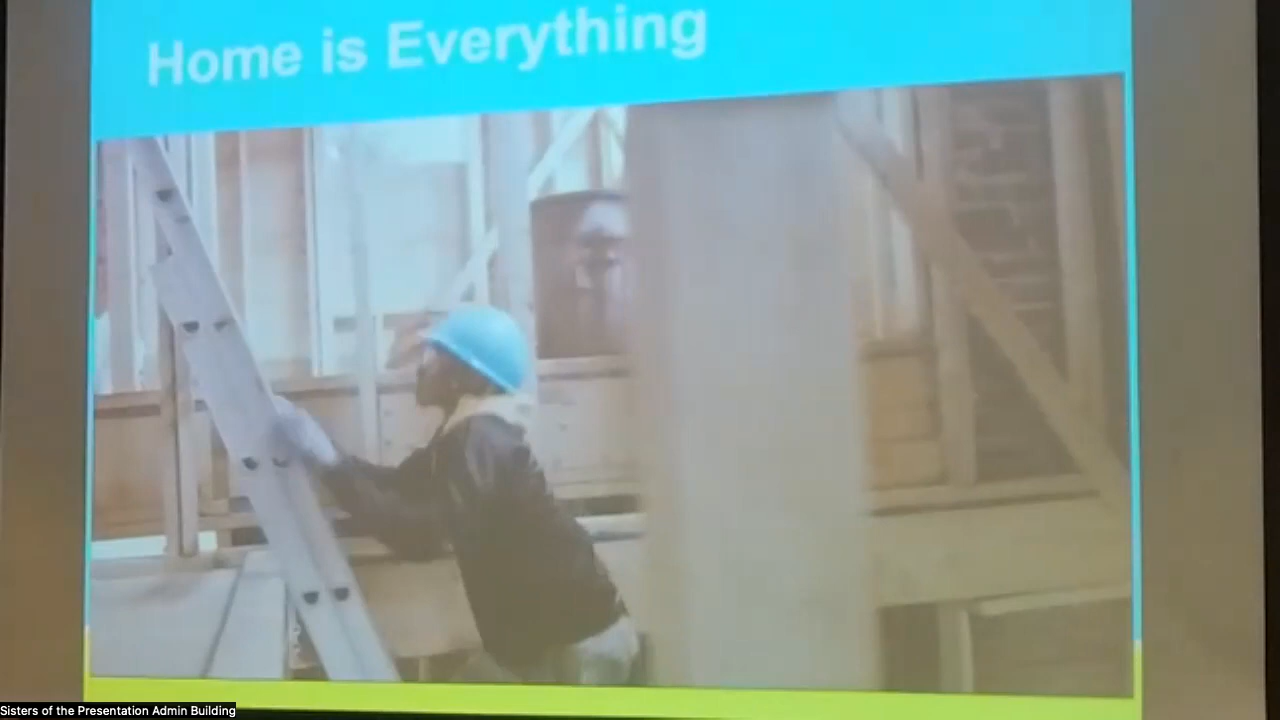 Home is Everything
Sisters of the Presentation Admin Building